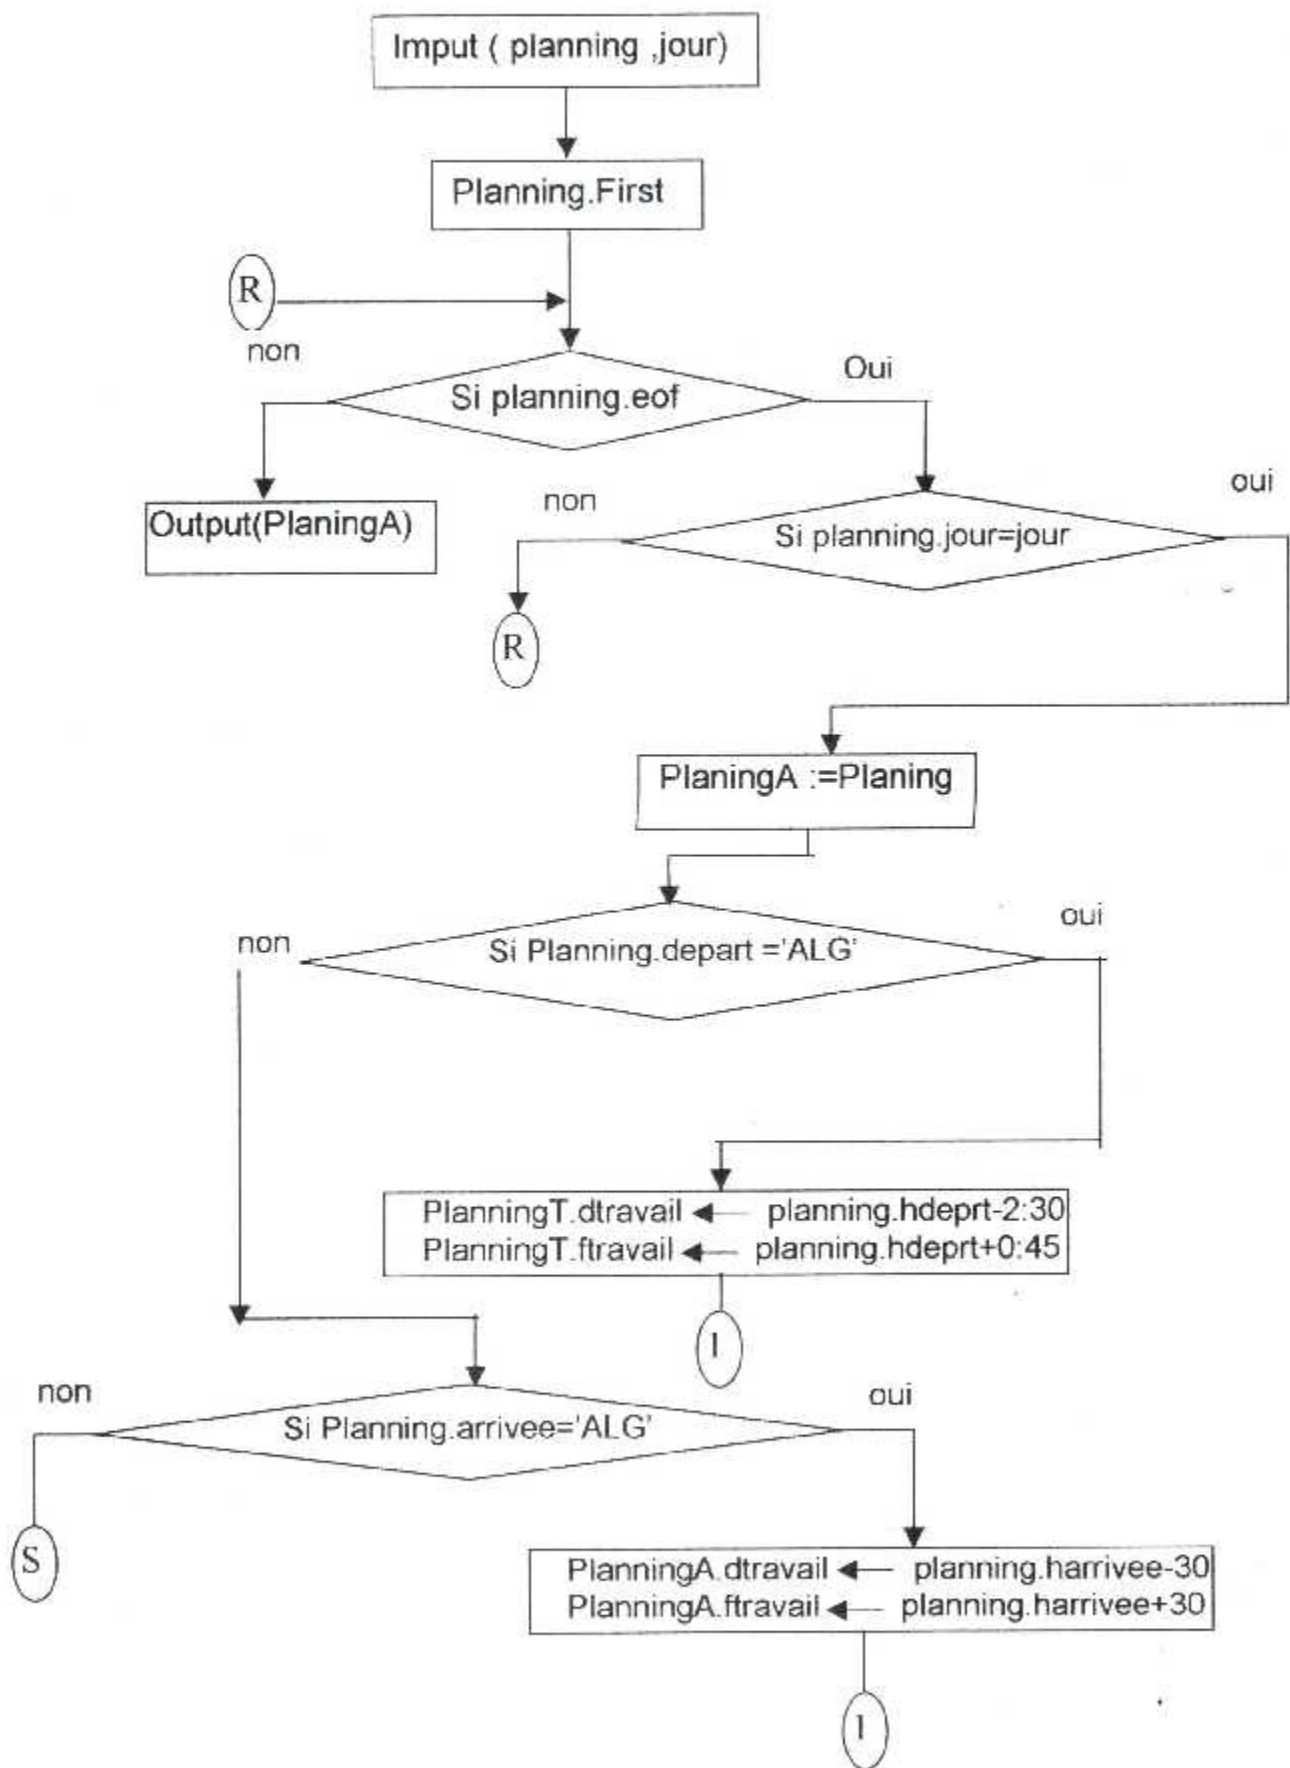 Imput ( planning ,jour)
Planning.First
R
non
Oui
Si planning.eof
non
oui
Output(PlaningA)
Si planning.jour=jour
R
PlaningA :=Planing
non
oui
Si Planning.depart ='ALG'
PlanningT.dtravail ← planning.hdeprt-2:30
PlanningT.ftravail ← planning.hdeprt+0:45
1
non
oui
Si Planning.arrivee='ALG'
S
PlanningA.dtravail ← planning.harrivee-30
PlanningA.ftravail ← planning.harrivee+30
1